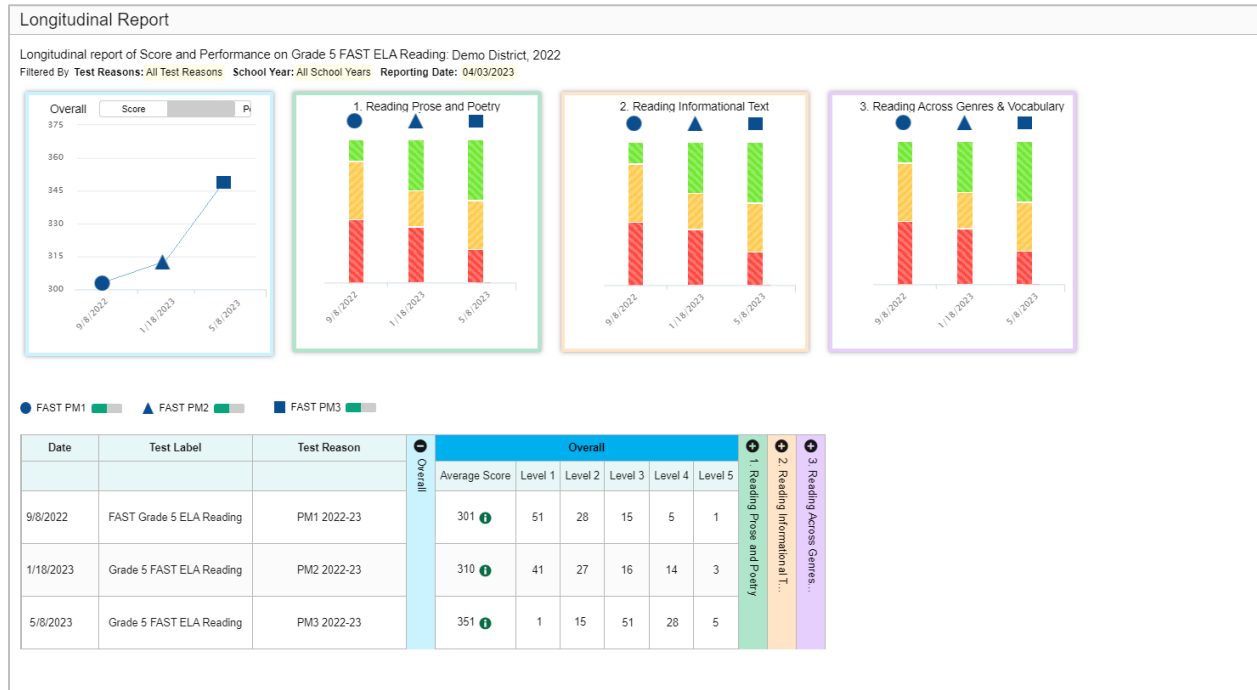 Longitudinal Report
Longitudinal report of Score and Performance on Grade 5 FAST ELA Reading: Demo District, 2022
Filtered By Test Reasons: All Test Reasons School Year: All School Years Reporting Date: 04/03/2023
Overall Score
375
360
345
330
315
300
9/8/2022 1/18/2023 5/8/2023
1. Reading Prose and Poetry
9/8/2022 1/18/2023 5/8/2023
2. Reading Informational Text
9/8/2022 1/18/2023 5/8/2023
3. Reading Across Genres & Vocabulary
9/8/2022 1/18/2023 5/8/2023
FAST PM1 FAST PM2 FAST PM3
Date Test Label Test Reason Overall Overall 1. Reading Prose and Poetry 2. Reading Informational T... 3. Reading Across Genres...
Average Score Level 1 Level 2 Level 3 Level 4 Level 5
9/8/2022 FAST Grade 5 ELA Reading PM1 2022-23 301 51 28 15 5 1
1/18/2023 Grade 5 FAST ELA Reading PM2 2022-23 310 41 27 16 14 3
5/8/2023 Grade 5 FAST ELA Reading PM3 2022-23 351 1 15 51 28 5